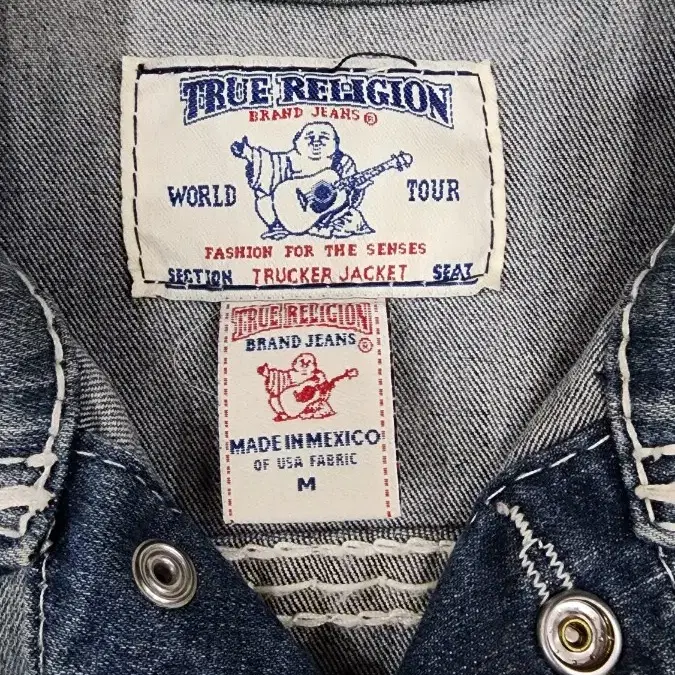 TRUE RELIGION
BRAND JEANS ®
WORLD TOUR
FASHION FOR THE SENSES
SECTION TRUCKER JACKET SEAT
TRUE RELIGION
BRAND JEANS ®
MADE IN MEXICO
OF USA FABRIC
M